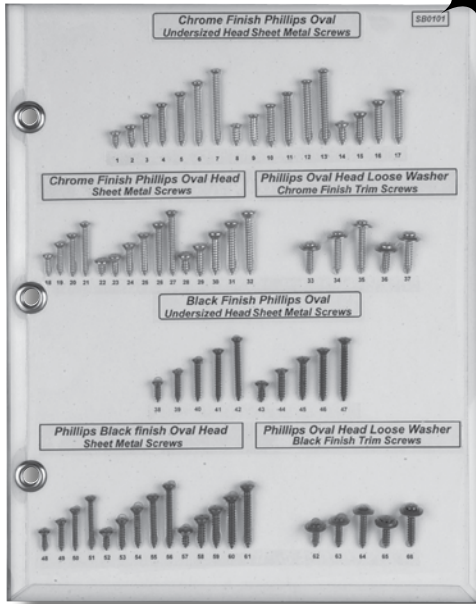 Chrome Finish Phillips Oval
Undersized Head Sheet Metal Screws
SB0101
1 2 3 4 5 6 7 8 9 10 11 12 13 14 15 16 17
Chrome Finish Phillips Oval Head
Sheet Metal Screws
Phillips Oval Head Loose Washer
Chrome Finish Trim Screws
18 19 20 21 22 23 24 25 26 27 28 29 30 31 32
33 34 35 36 37
Black Finish Phillips Oval
Undersized Head Sheet Metal Screws
38 39 40 41 42 43 44 45 46 47
Phillips Black finish Oval Head
Sheet Metal Screws
Phillips Oval Head Loose Washer
Black Finish Trim Screws
48 49 50 51 52 53 54 55 56 57 58 59 60 61
62 63 64 65 66